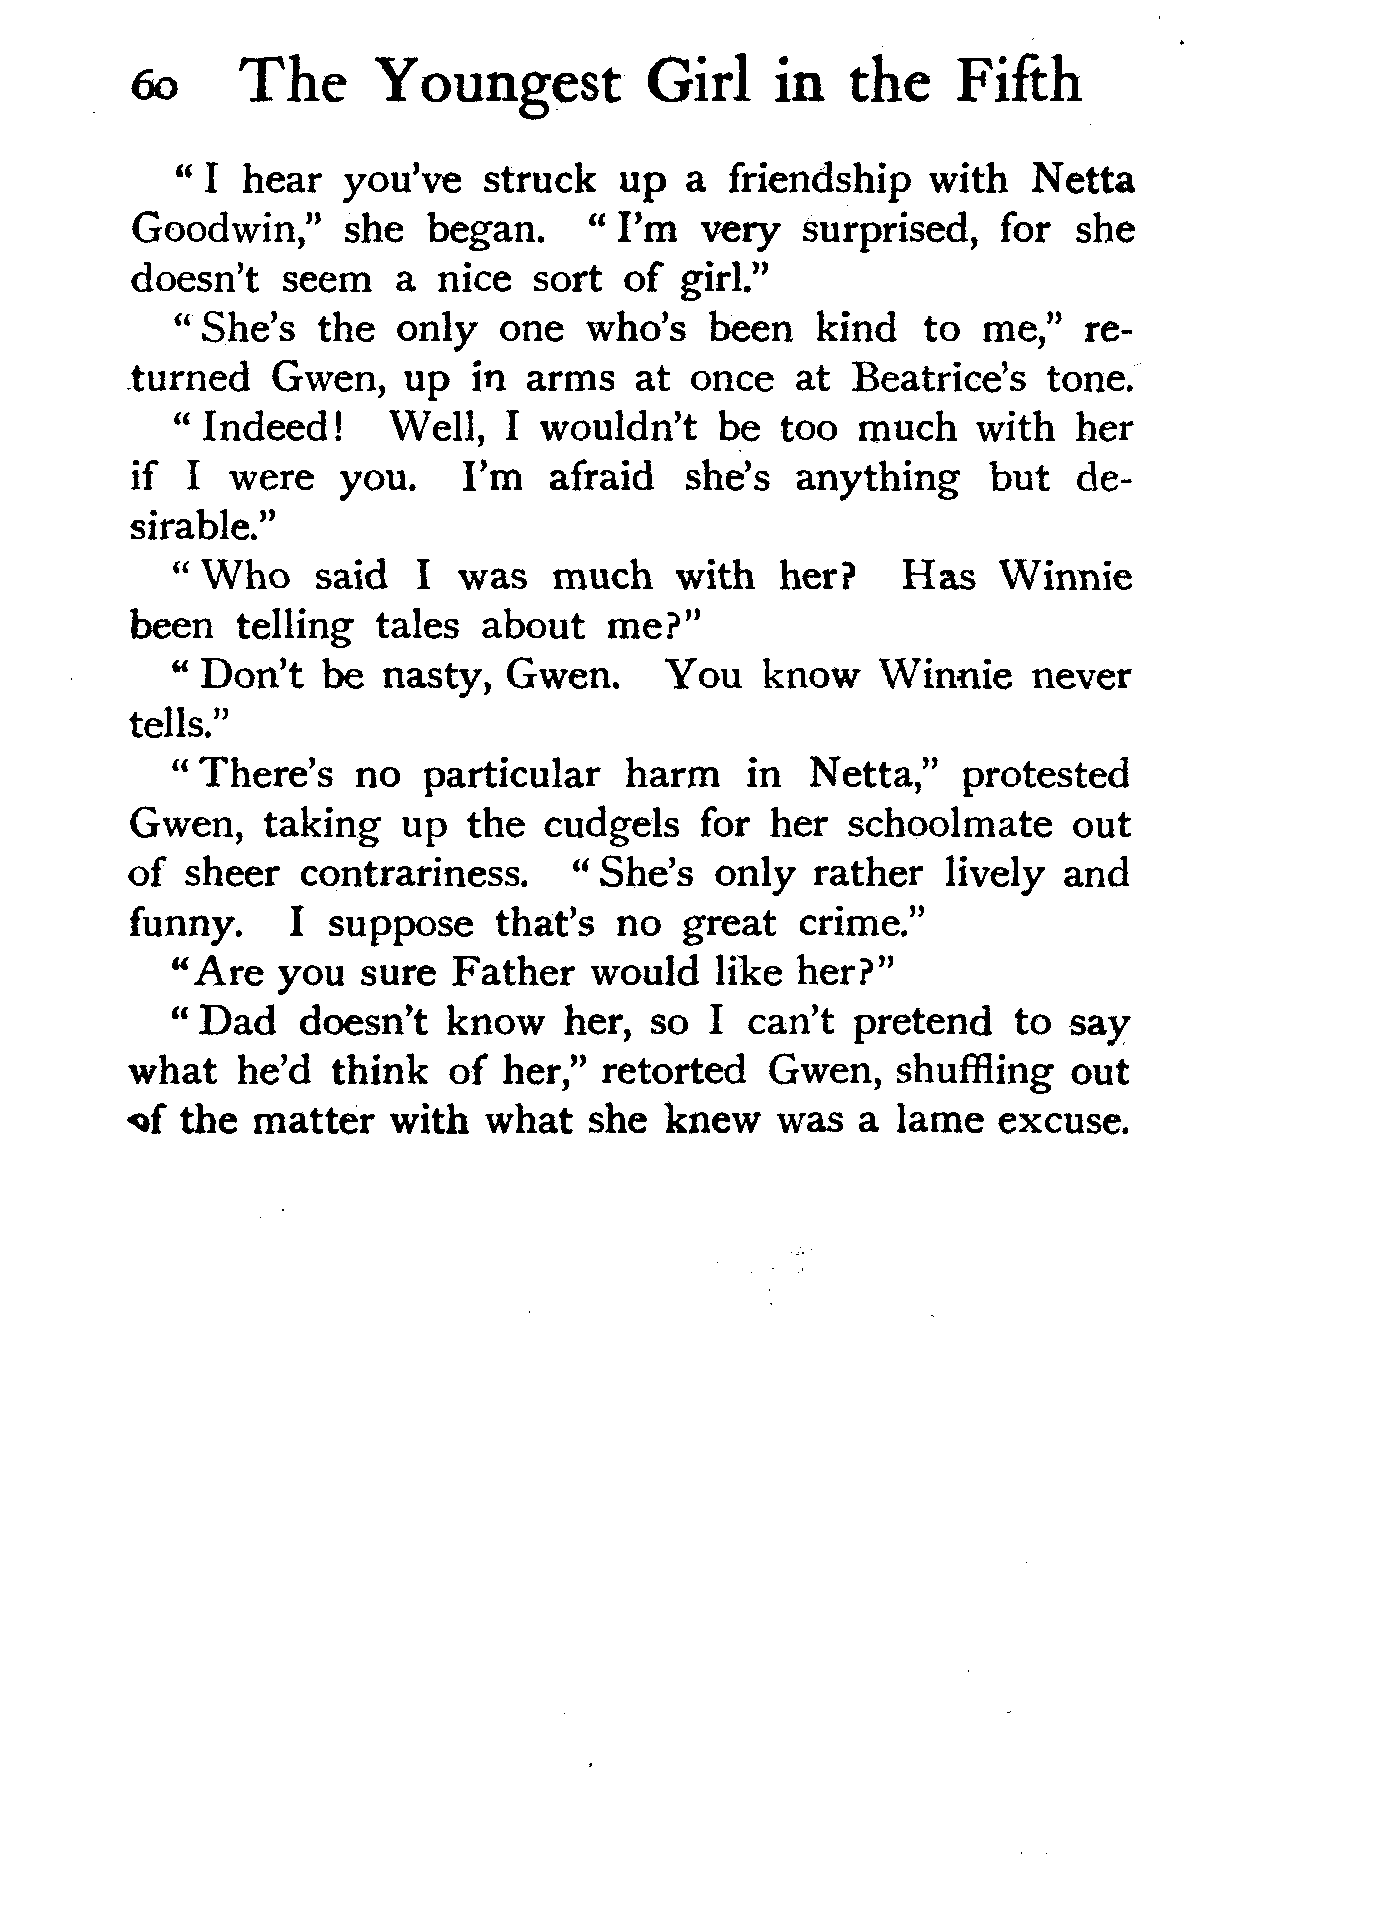 60 The Youngest Girl in the Fifth
“I hear you've struck up a friendship with Netta
Goodwin,” she began. “I'm very surprised, for she
doesn't seem a nice sort of girl.”
“She's the only one who's been kind to me,” re-
turned Gwen, up in arms at once at Beatrice's tone.
“Indeed! Well, I wouldn't be too much with her
if I were you. I'm afraid she's anything but de-
sirable.”
“Who said I was much with her? Has Winnie
been telling tales about me?”
“Don't be nasty, Gwen. You know Winnie never
tells.”
“There's no particular harm in Netta,” protested
Gwen, taking up the cudgels for her schoolmate out
of sheer contrariness. “She's only rather lively and
funny. I suppose that's no great crime.”
“Are you sure Father would like her?”
“Dad doesn't know her, so I can't pretend to say
what he'd think of her,” retorted Gwen, shuffling out
of the matter with what she knew was a lame excuse.